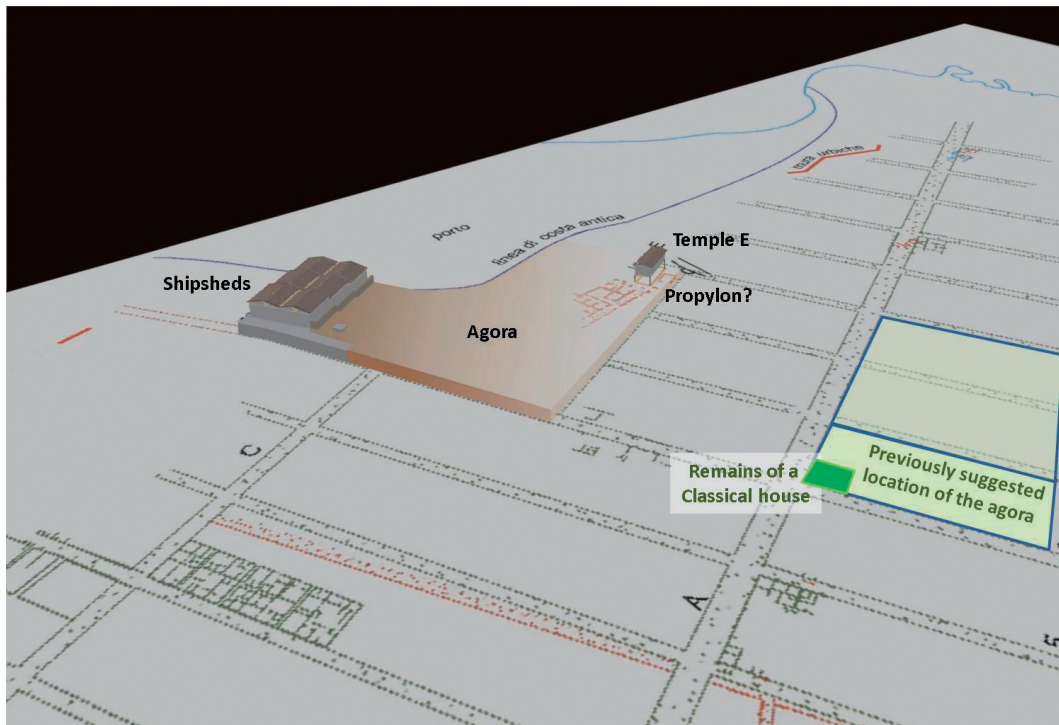 mura urbiche
porto
linea di costa antica
Temple E
Shipsheds
Propylon?
Agora
C
Previously suggested
location of the agora
Remains of a
Classical house
A